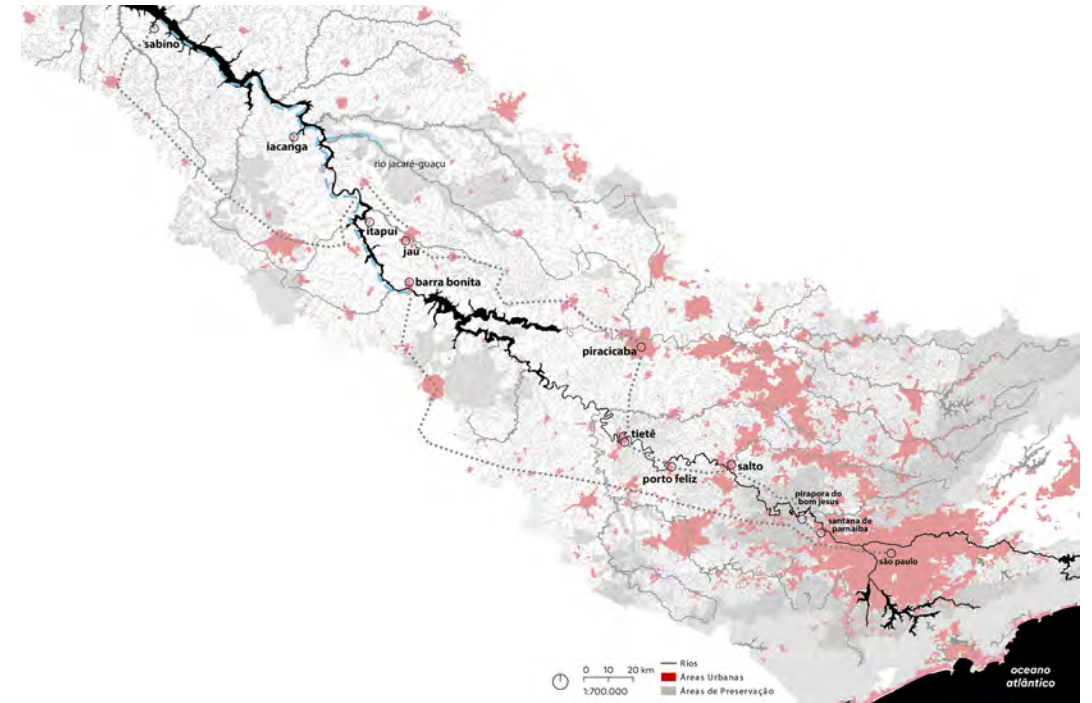 sabino
iacanga
rio jacaré-guaçu
itapuí
jaú
barra bonita
piracicaba
tietê
salto
porto feliz
pirapora do
bom jesus
santana de
parnaíba
são paulo
oceano
atlântico
0 10 20 km
1:700.000
Rios
Áreas Urbanas
Áreas de Preservação